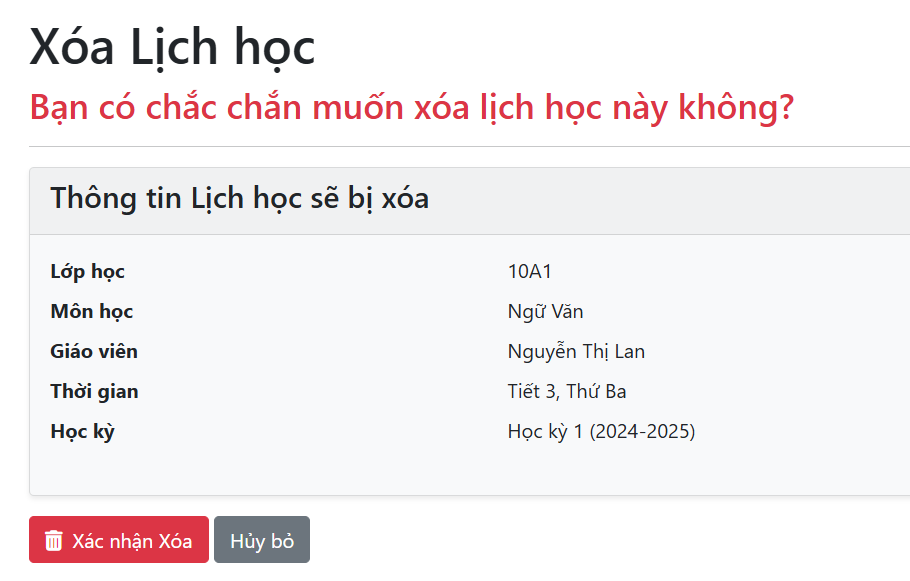 Xóa Lịch học
Bạn có chắc chắn muốn xóa lịch học này không?
Thông tin Lịch học sẽ bị xóa
Lớp học 10A1
Môn học Ngữ Văn
Giáo viên Nguyễn Thị Lan
Thời gian Tiết 3, Thứ Ba
Học kỳ Học kỳ 1 (2024-2025)
Xác nhận Xóa Hủy bỏ